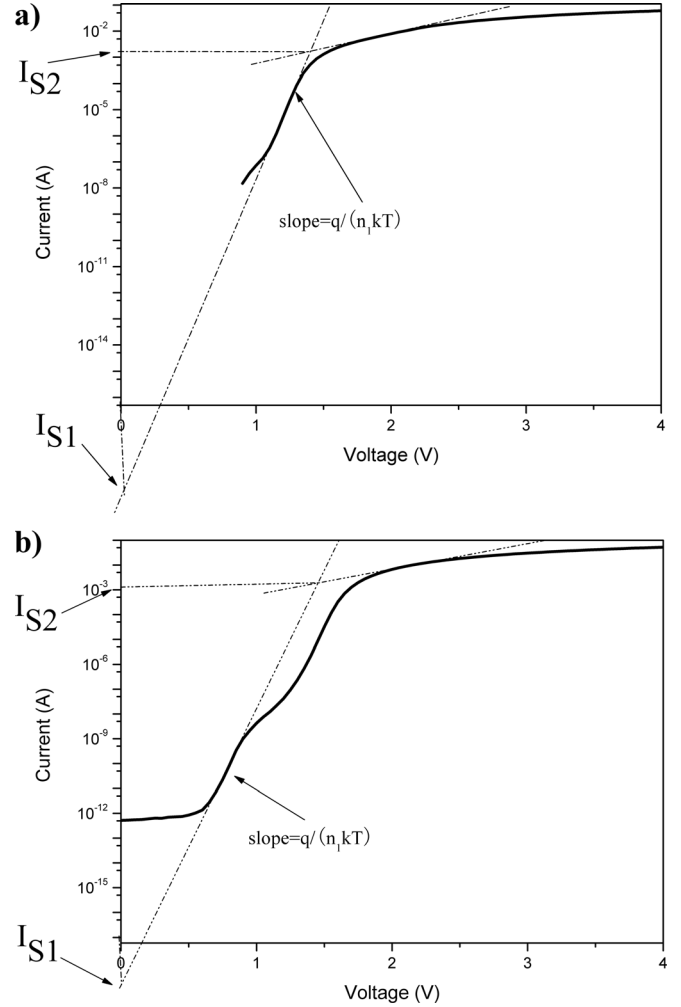 a)
10⁻²
I_S2
10⁻⁵
10⁻⁸
slope=q/(n₁kT)
Current (A)
10⁻¹¹
10⁻¹⁴
I_S1
0 1 2 3 4
Voltage (V)
b)
10⁻³
I_S2
10⁻⁶
Current (A)
10⁻⁹
10⁻¹²
slope=q/(n₁kT)
10⁻¹⁵
I_S1
0 1 2 3 4
Voltage (V)